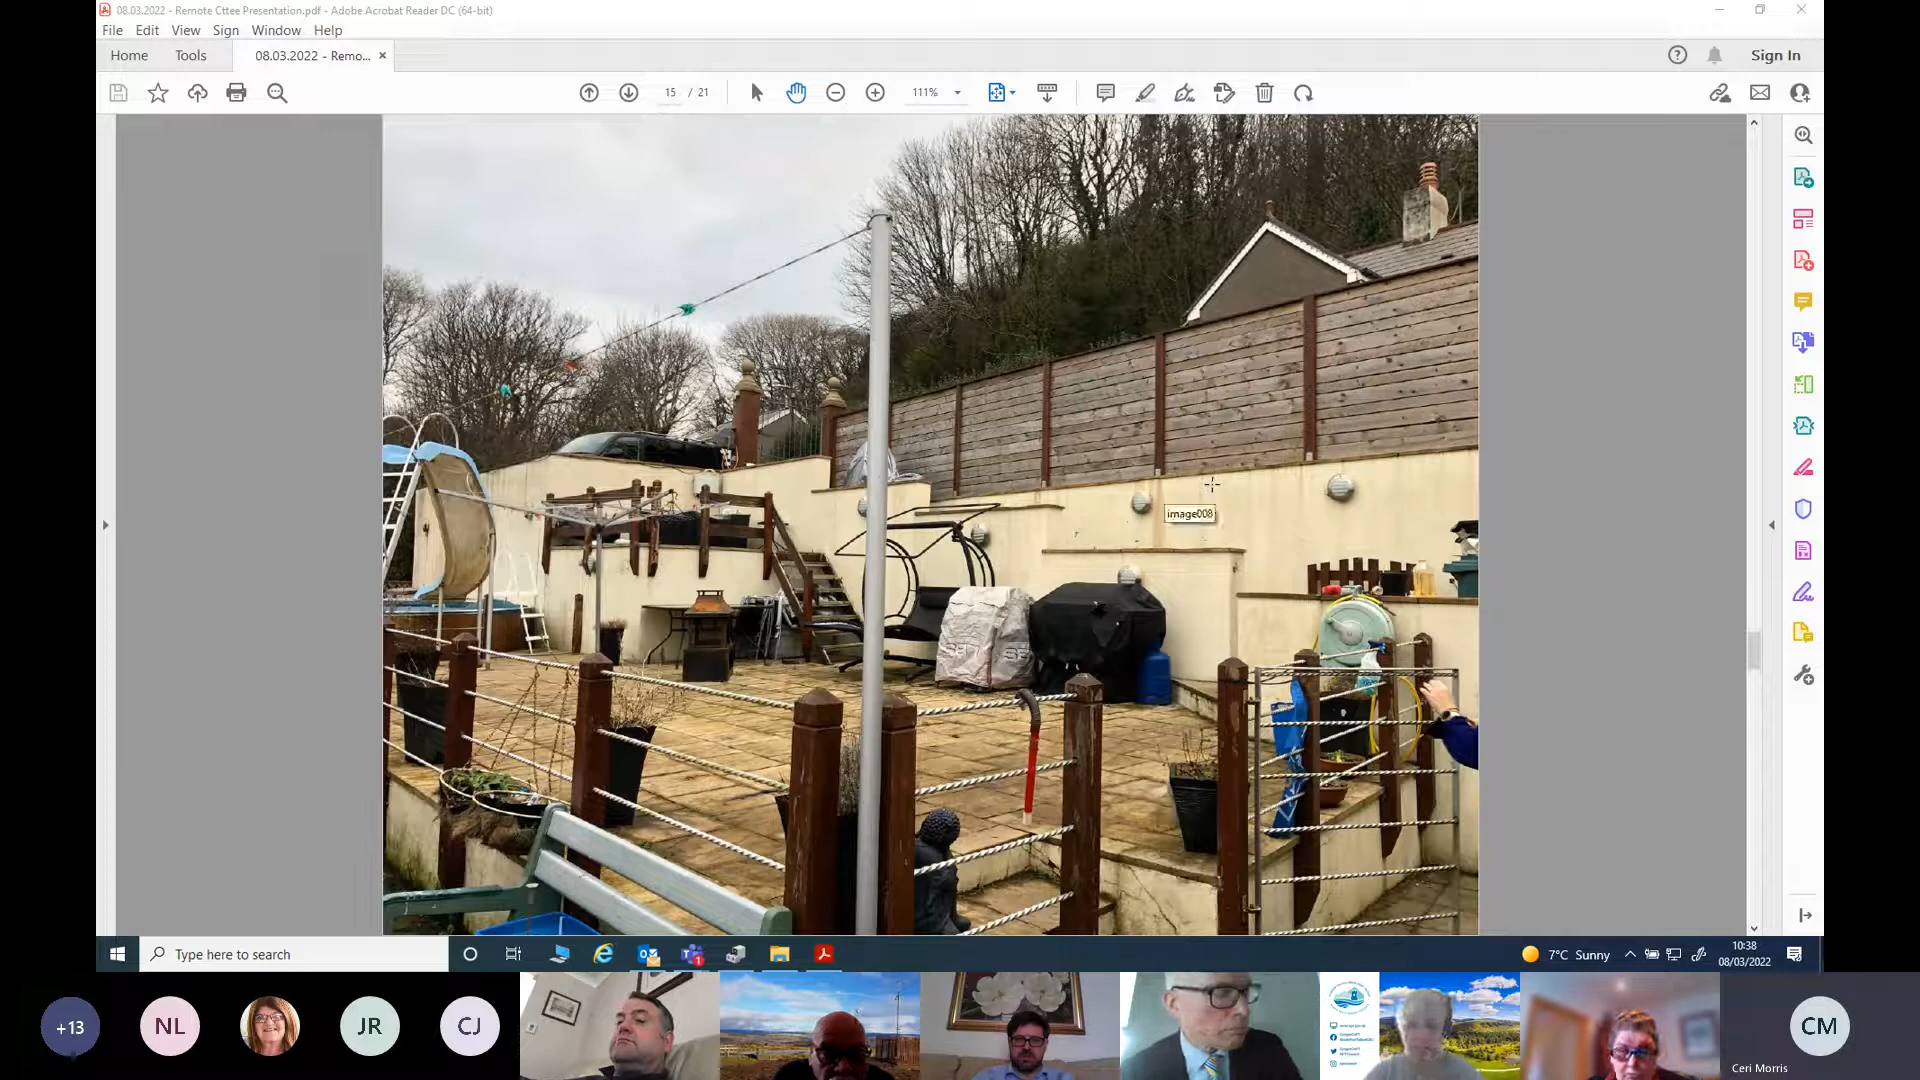 08.03.2022 - Remote Cttee Presentation.pdf - Adobe Acrobat Reader DC (64-bit)
File Edit View Sign Window Help
Home Tools 08.03.2022 - Remo... Sign In
15 / 21 111%
image008
Type here to search
7°C Sunny
10:38
08/03/2022
+13 NL JR CJ CM
Ceri Morris